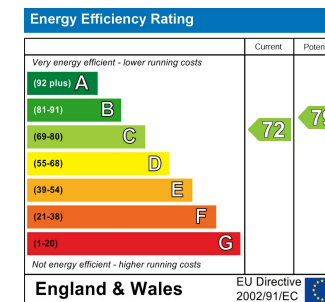 Energy Efficiency Rating
Current
Very energy efficient - lower running costs
(92 plus) A
(81-91) B
(69-80) C
72
(55-68) D
(39-54) E
(21-38) F
(1-20) G
Not energy efficient - higher running costs
England & Wales
EU Directive
2002/91/EC